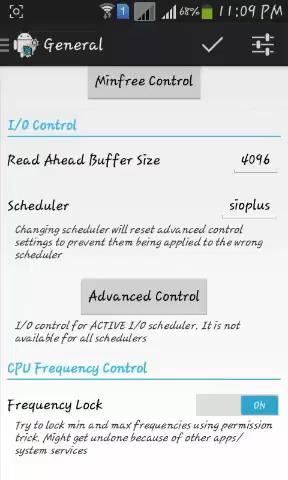 1 68% 11:09 PM
General
Minfree Control
I/O Control
Read Ahead Buffer Size 4096
Scheduler sioplus
Changing scheduler will reset advanced control
settings to prevent them being applied to the wrong
scheduler
Advanced Control
I/O control for ACTIVE I/O scheduler. It is not
available for all schedulers
CPU Frequency Control
Frequency Lock ON
Try to lock min and max frequencies using permission
trick. Might get undone because of other apps/
system services